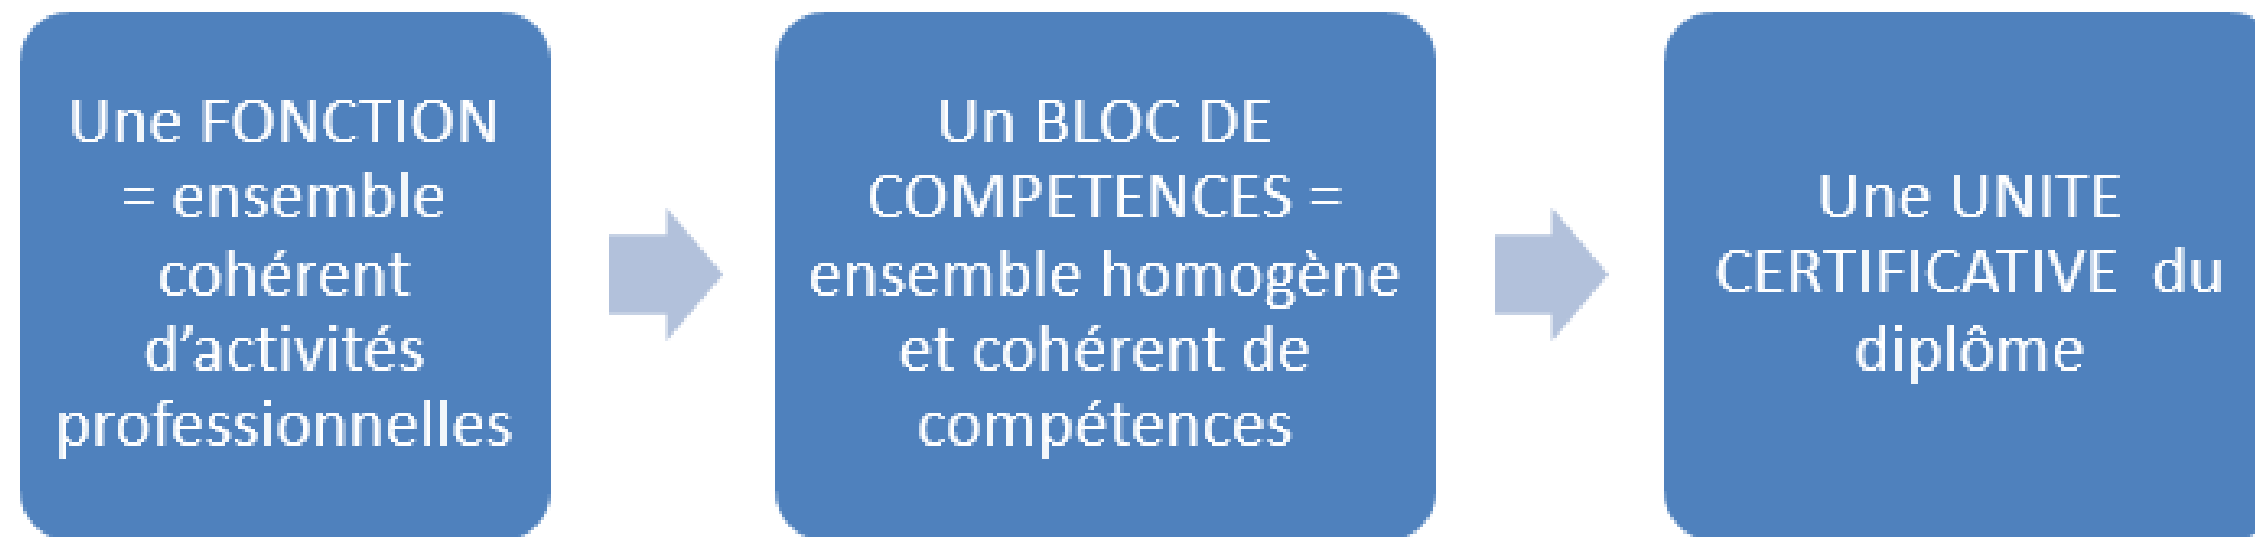 Une FONCTION
= ensemble
cohérent
d’activités
professionnelles
Un BLOC DE
COMPETENCES =
ensemble homogène
et cohérent de
compétences
Une UNITE
CERTIFICATIVE du
diplôme